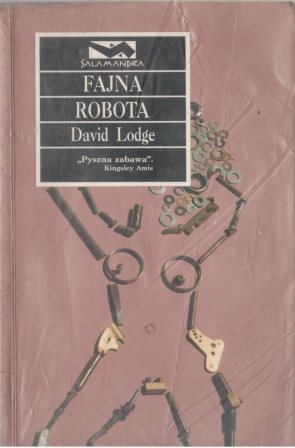 SALAMANDRA
FAJNA
ROBOTA
David Lodge
„Pyszna zabawa”.
Kingsley Amis